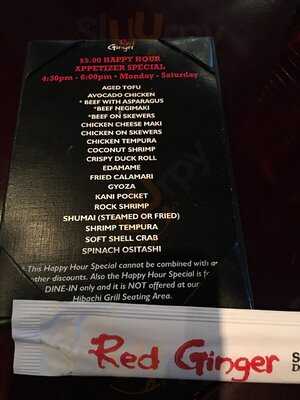 Red
Ginger
$5.00 HAPPY HOUR
APPETIZER SPECIAL
4:30pm - 6:00pm • Monday - Saturday
AGED TOFU
AVOCADO CHICKEN
* BEEF WITH ASPARAGUS
*BEEF NEGIMAKI
*BEEF ON SKEWERS
CHICKEN CHEESE MAKI
CHICKEN ON SKEWERS
CHICKEN TEMPURA
COCONUT SHRIMP
CRISPY DUCK ROLL
EDAMAME
FRIED CALAMARI
GYOZA
KANI POCKET
ROCK SHRIMP
SHUMAI (STEAMED OR FRIED)
SHRIMP TEMPURA
SOFT SHELL CRAB
SPINACH OSITASHI
* This Happy Hour Special cannot be combined with
other discounts. Also the Happy Hour Special is
DINE-IN only and it is NOT offered at our
Hibachi Grill Seating Area.
Red Ginger